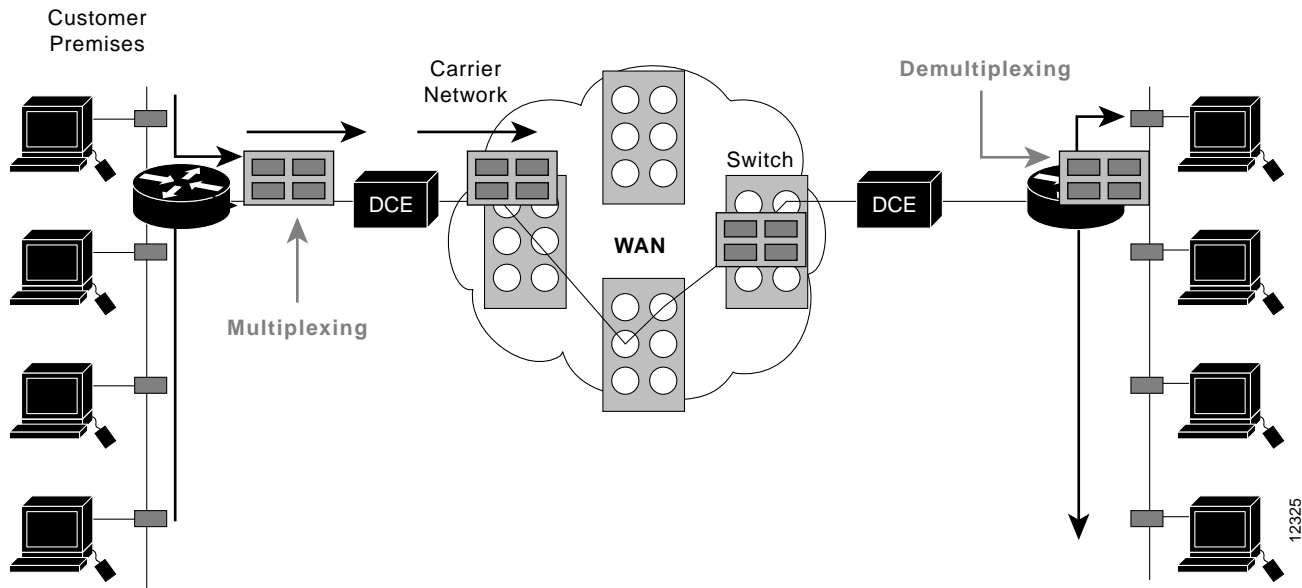 Customer
Premises
Carrier
Network
Demultiplexing
Switch
DCE
DCE
WAN
Multiplexing
12325